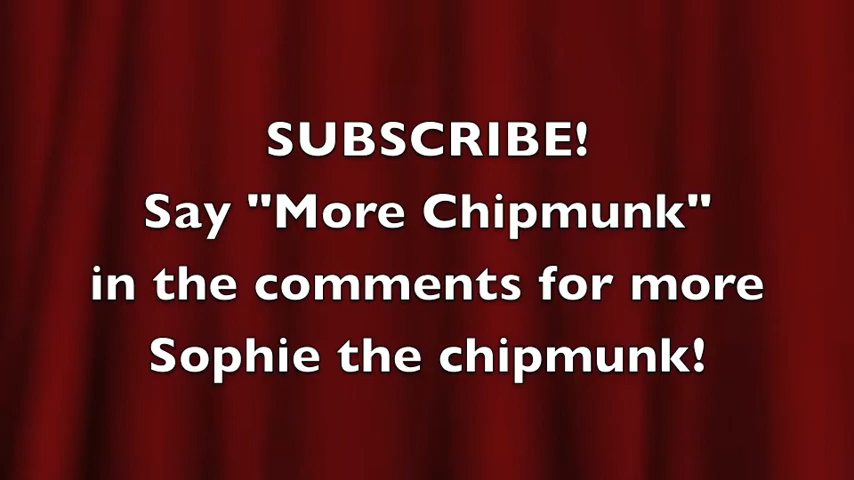 SUBSCRIBE!
Say "More Chipmunk"
in the comments for more
Sophie the chipmunk!